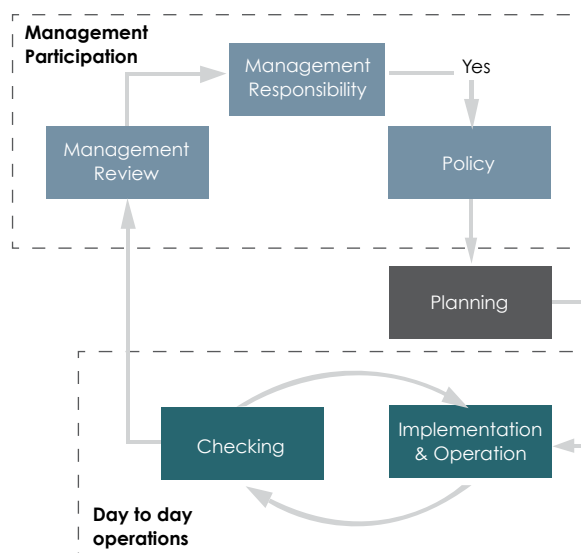 Management
Participation
Management
Responsibility
Yes
Management
Review
Policy
Planning
Checking
Implementation
& Operation
Day to day
operations